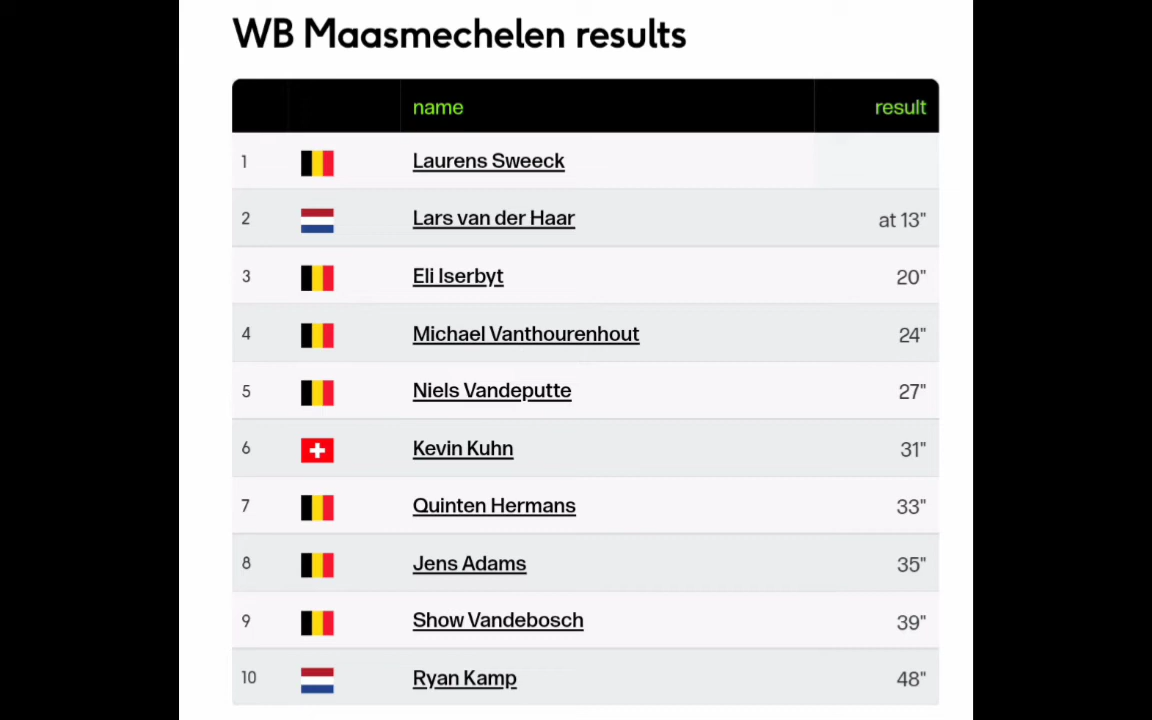 WB Maasmechelen results
name result
1 Laurens Sweeck
2 Lars van der Haar at 13"
3 Eli Iserbyt 20"
4 Michael Vanthourenhout 24"
5 Niels Vandeputte 27"
6 Kevin Kuhn 31"
7 Quinten Hermans 33"
8 Jens Adams 35"
9 Show Vandebosch 39"
10 Ryan Kamp 48"